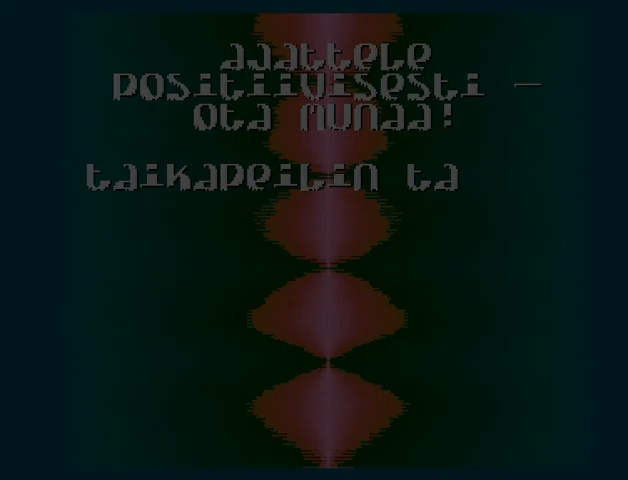 ajattele
positiivisesti –
ota munaa!
taikapeilin ta